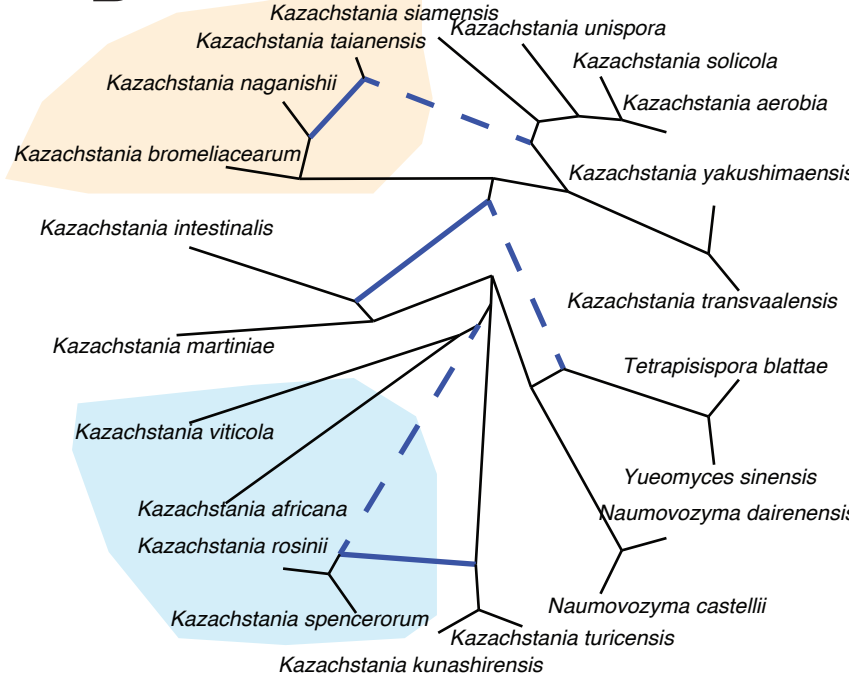 Kazachstania siamensis
Kazachstania unispora
Kazachstania taianensis
Kazachstania solicola
Kazachstania naganishii
Kazachstania aerobia
Kazachstania bromeliacearum
Kazachstania yakushimaensis
Kazachstania intestinalis
Kazachstania transvaalensis
Kazachstania martiniae
Tetrapisispora blattae
Kazachstania viticola
Yueomyces sinensis
Kazachstania africana
Naumovozyma dairenensis
Kazachstania rosinii
Naumovozyma castellii
Kazachstania spencerorum
Kazachstania turicensis
Kazachstania kunashirensis